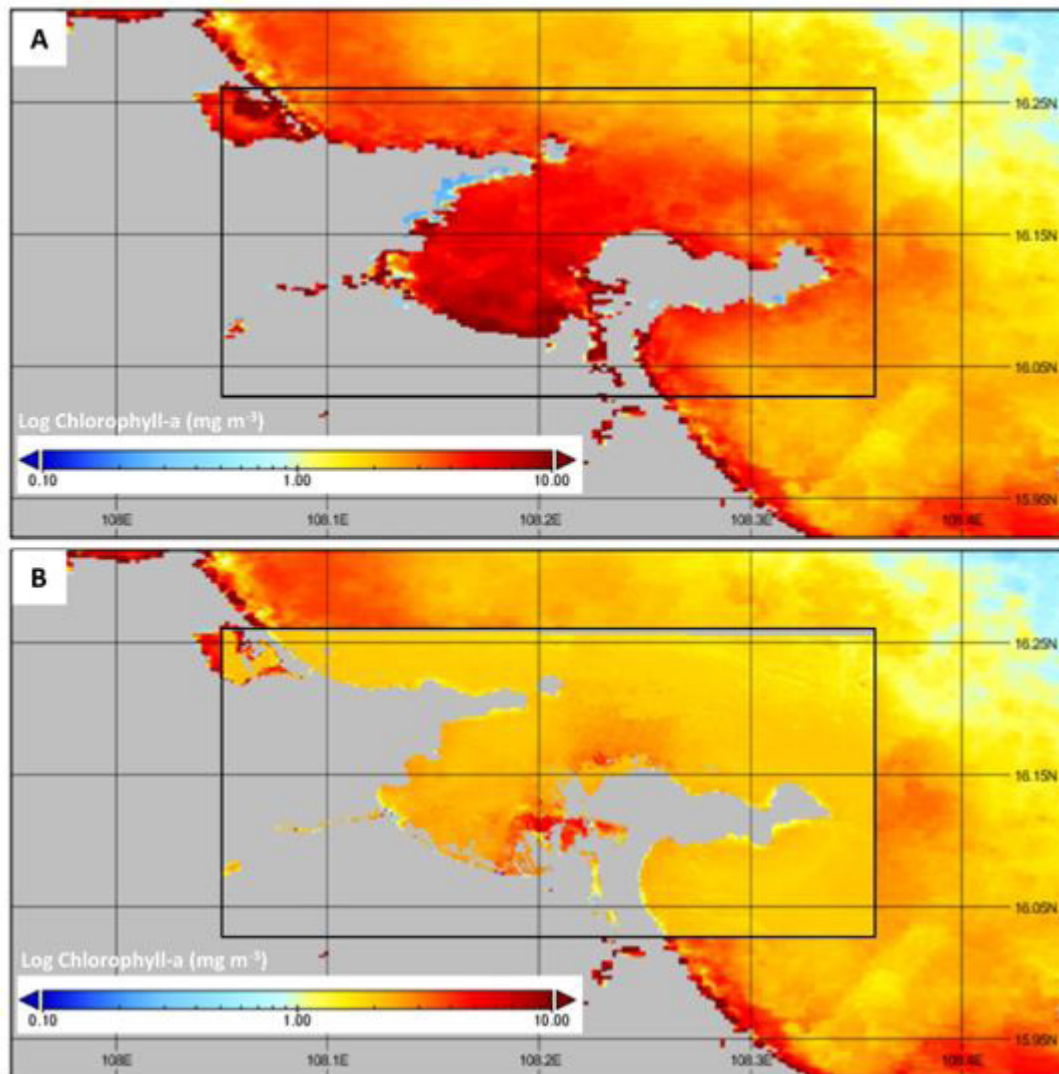 A
16.25N
16.15N
16.05N
Log Chlorophyll-a (mg m⁻³)
0.10 1.00 10.00
15.95N
108E 108.1E 108.2E 108.3E 108.4E
B
16.25N
16.15N
16.05N
Log Chlorophyll-a (mg m⁻³)
0.10 1.00 10.00
15.95N
108E 108.1E 108.2E 108.3E 108.4E